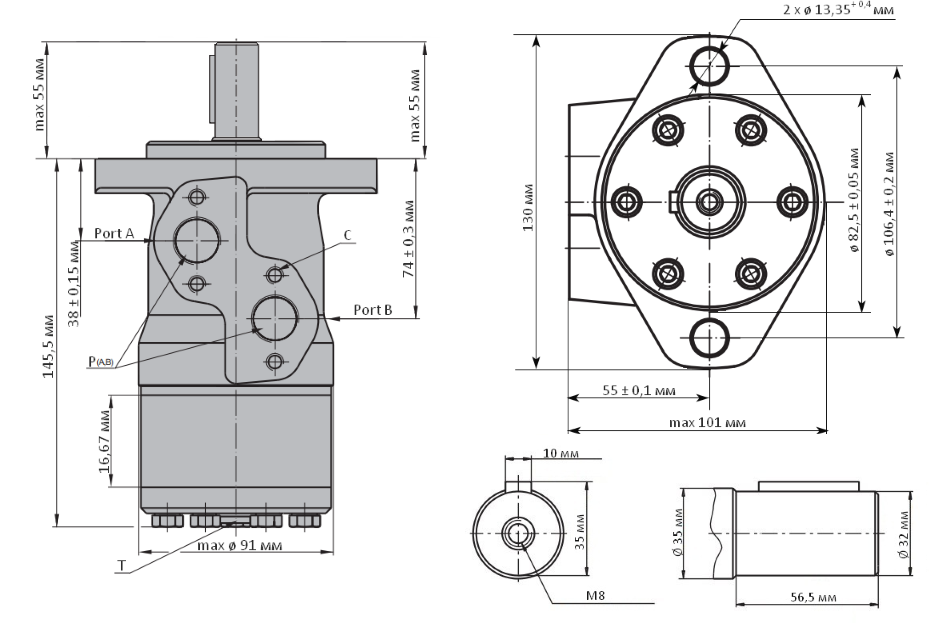 2 x ø 13,35+ 0,4 мм
max 55 мм
max 55 мм
Port A
C
38 ± 0,15 мм
74 ± 0,3 мм
Port B
P(A,B)
145,5 мм
16,67 мм
max ø 91 мм
T
130 мм
ø 82,5 ± 0,05 мм
ø 106,4 ± 0,2 мм
55 ± 0,1 мм
max 101 мм
10 мм
35 мм
M8
Ø 35 мм
Ø 32 мм
56,5 мм